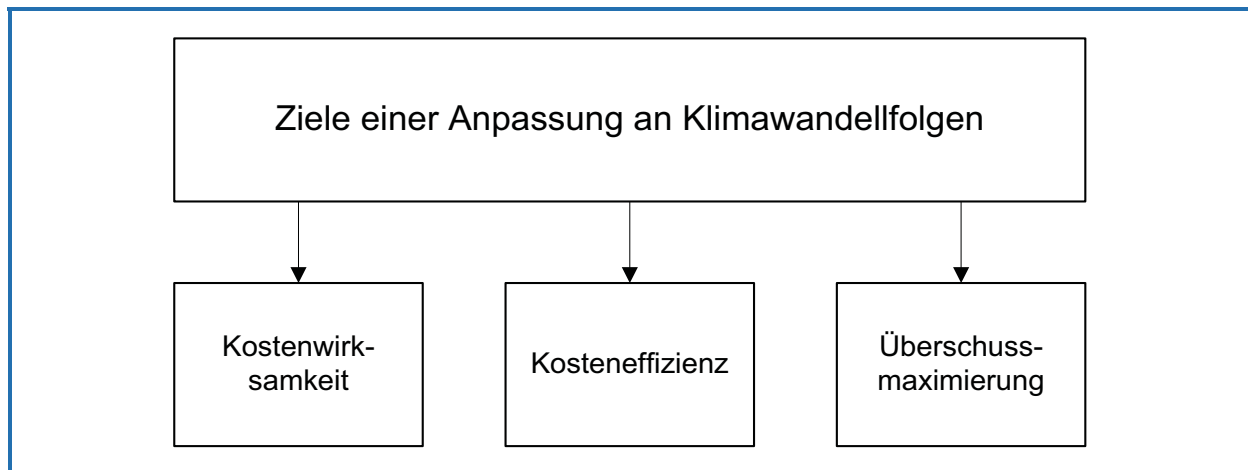 Ziele einer Anpassung an Klimawandellfolgen
Kostenwirk-
samkeit
Kosteneffizienz
Überschuss-
maximierung